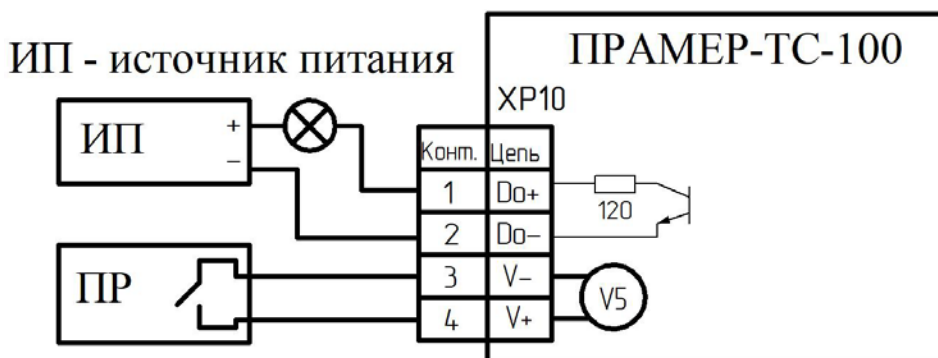 ПРАМЕР-ТС-100
ИП - источник питания
XP10
ИП
+
−
Конт. Цепь
1 Do+
120
2 Do−
ПР
3 V−
V5
4 V+